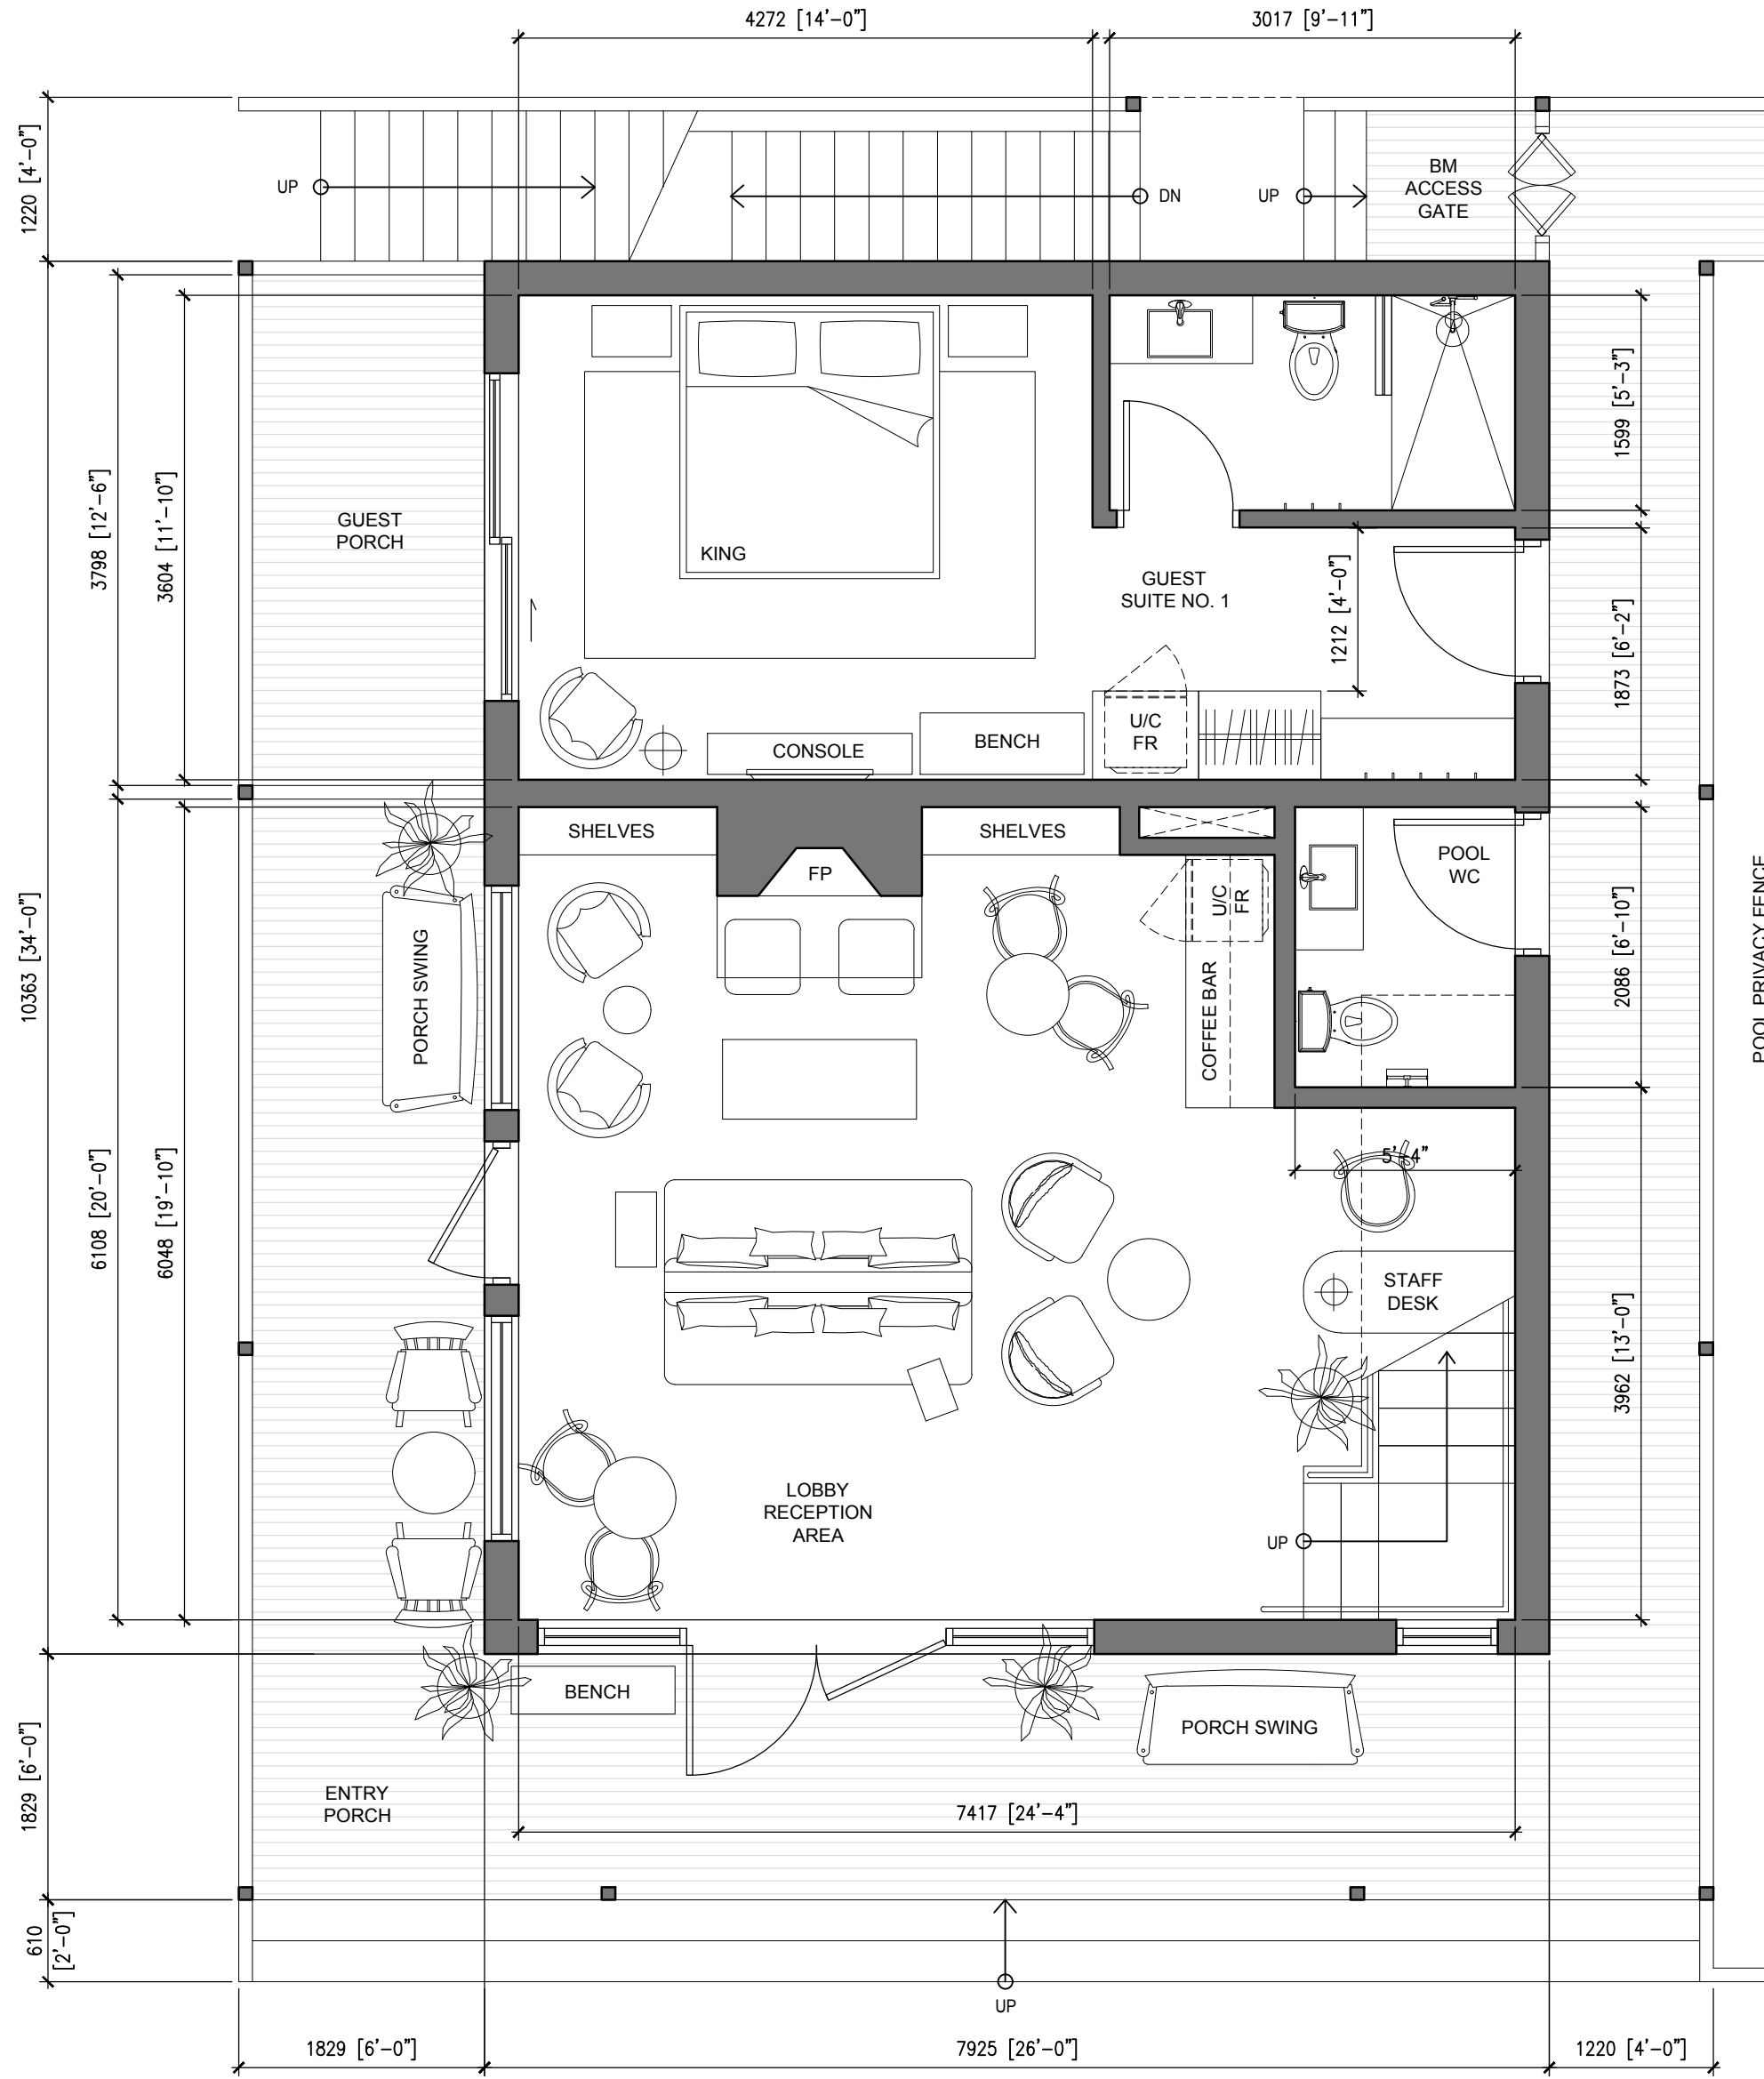 4272 [14'-0"]
3017 [9'-11"]
1220 [4'-0"]
UP
DN
UP
BM
ACCESS
GATE
3798 [12'-6"]
3604 [11'-10"]
GUEST
PORCH
KING
GUEST
SUITE NO. 1
1212 [4'-0"]
1599 [5'-3"]
1873 [6'-2"]
CONSOLE
BENCH
U/C
FR
10363 [34'-0"]
SHELVES
FP
SHELVES
U/C
FR
POOL
WC
2086 [6'-10"]
POOL PRIVACY FENCE
PORCH SWING
COFFEE BAR
6108 [20'-0"]
6048 [19'-10"]
5'-4"
STAFF
DESK
3962 [13'-0"]
LOBBY
RECEPTION
AREA
UP
BENCH
PORCH SWING
1829 [6'-0"]
ENTRY
PORCH
7417 [24'-4"]
610
[2'-0"]
UP
1829 [6'-0"]
7925 [26'-0"]
1220 [4'-0"]